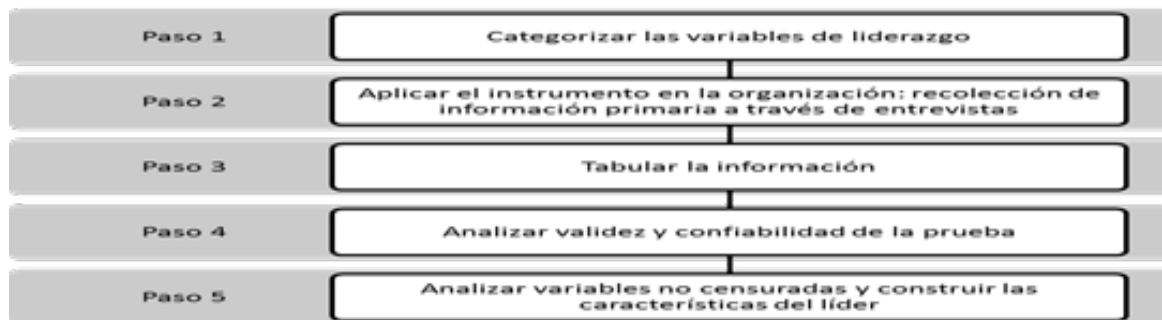 Paso 1
Categorizar las variables de liderazgo
Paso 2
Aplicar el instrumento en la organización: recolección de
información primaria a través de entrevistas
Paso 3
Tabular la información
Paso 4
Analizar validez y confiabilidad de la prueba
Paso 5
Analizar variables no censuradas y construir las
características del líder